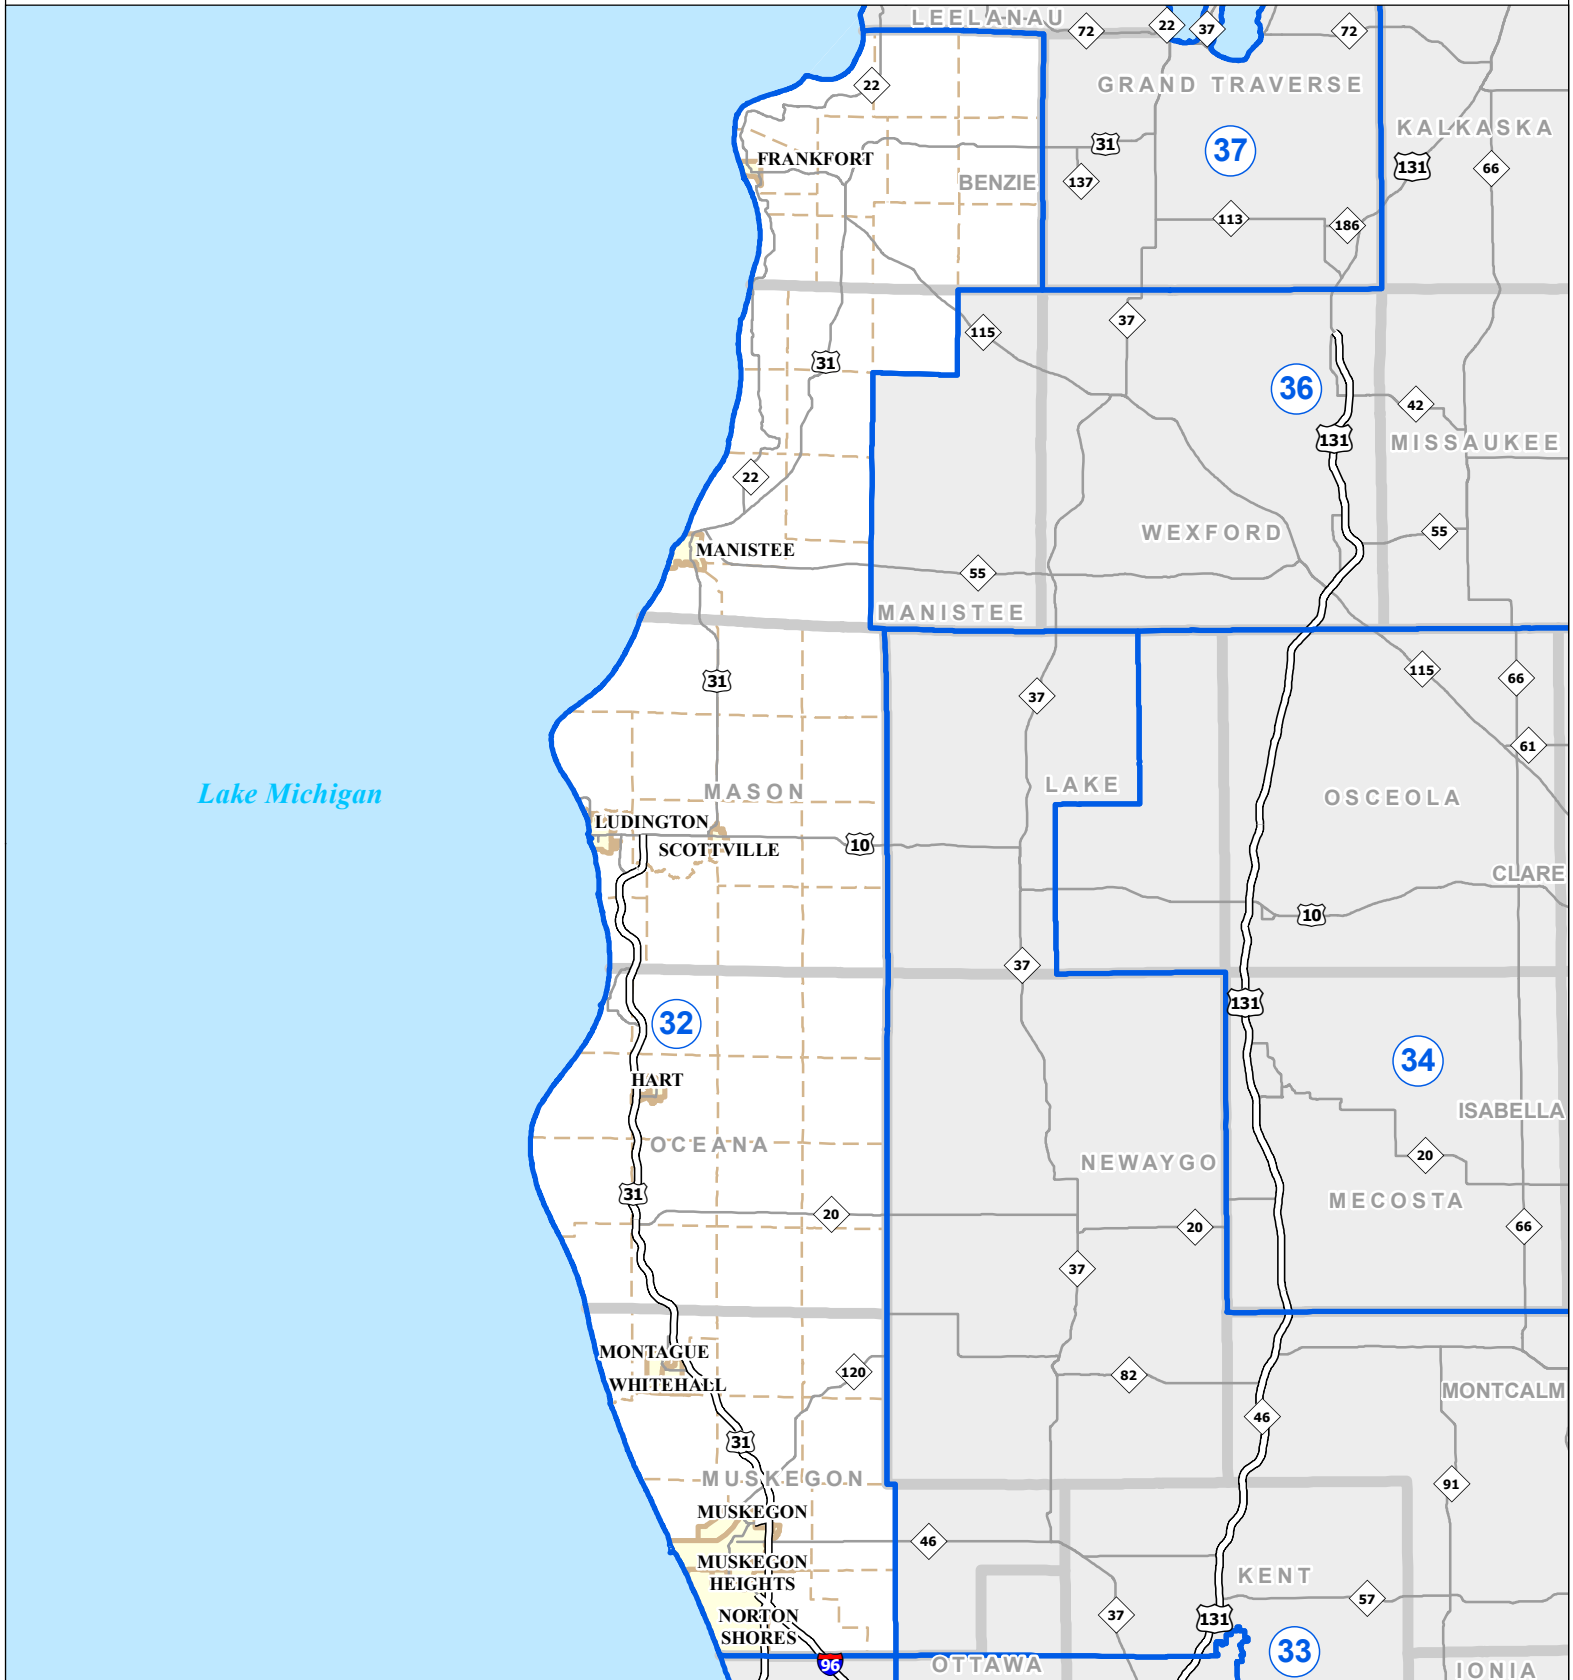 LEELANAU
72
22
37
72
22
GRAND TRAVERSE
KALKASKA
31
37
FRANKFORT
131
66
BENZIE
137
113
186
115
37
31
36
42
131
MISSAUKEE
22
WEXFORD
55
MANISTEE
55
MANISTEE
31
37
115
66
61
Lake Michigan
MASON
LAKE
OSCEOLA
LUDINGTON
SCOTTVILLE
10
CLARE
10
37
131
32
34
HART
ISABELLA
OCEANA
20
NEWAYGO
31
MECOSTA
20
20
66
37
MONTAGUE
120
82
WHITEHALL
MONTCALM
46
31
MUSKEGON
91
MUSKEGON
46
MUSKEGON
HEIGHTS
KENT
57
NORTON
SHORES
37
131
33
96
OTTAWA
IONIA